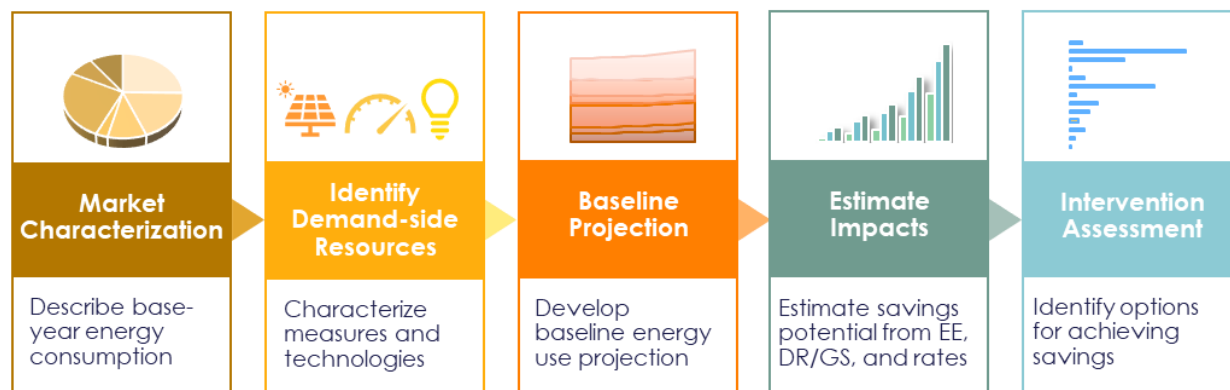 Market
Characterization
Describe base-
year energy
consumption
Identify
Demand-side
Resources
Characterize
measures and
technologies
Baseline
Projection
Develop
baseline energy
use projection
Estimate
Impacts
Estimate savings
potential from EE,
DR/GS, and rates
Intervention
Assessment
Identify options
for achieving
savings